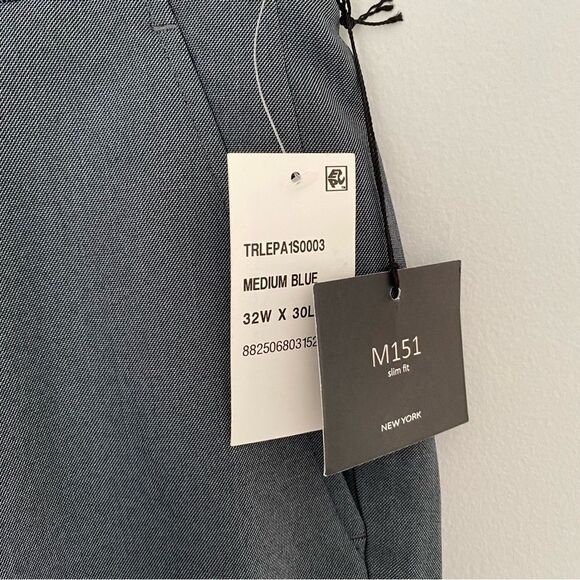 TRLEPA1S0003
MEDIUM BLUE
32W X 30L
882506803152
M151
slim fit
NEW YORK